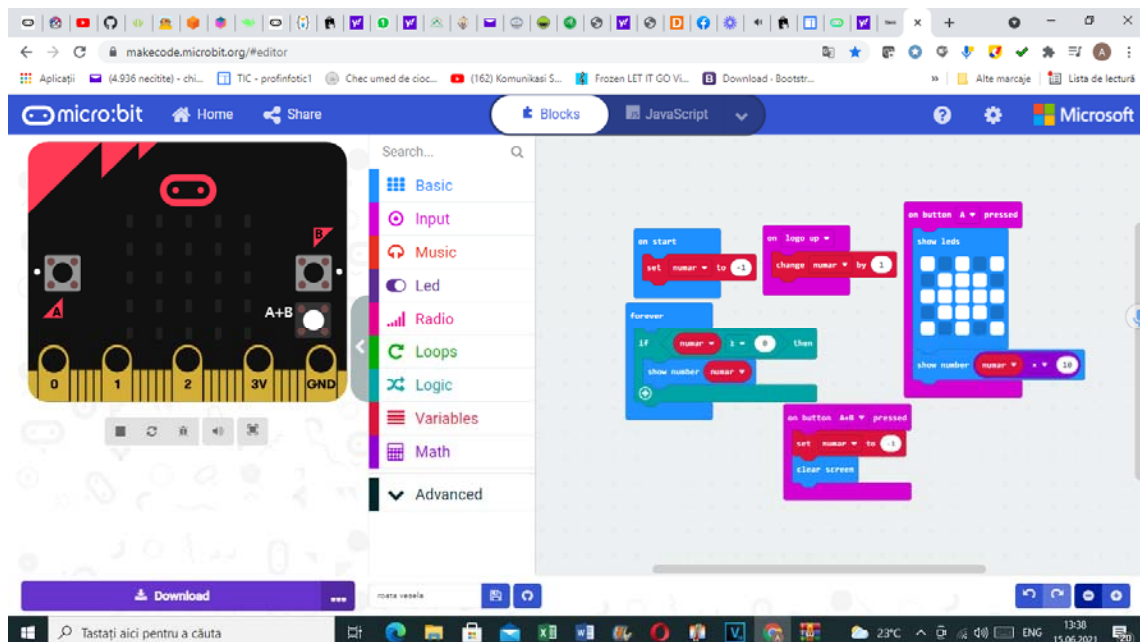 makecode.microbit.org/#editor
Aplicații
(4.936 necitite) - chi...
TIC - profinfotic1
Chec umed de cioc...
(162) Komunikasi S...
Frozen LET IT GO Vi...
Download · Bootstr...
Alte marcaje
Lista de lectură
micro:bit
Home
Share
Blocks
JavaScript
Microsoft
Search...
Basic
Input
Music
Led
Radio
Loops
Logic
Variables
Math
Advanced
B
A
A+B
0 1 2 3V GND
on start
set numar to -1
on logo up
change numar by 1
on button A pressed
show leds
show number numar × 10
forever
if numar ≥ 0 then
show number numar
on button A+B pressed
set numar to -1
clear screen
Download
roata vesela
Tastați aici pentru a căuta
23°C
ENG
13:38
15.06.2021